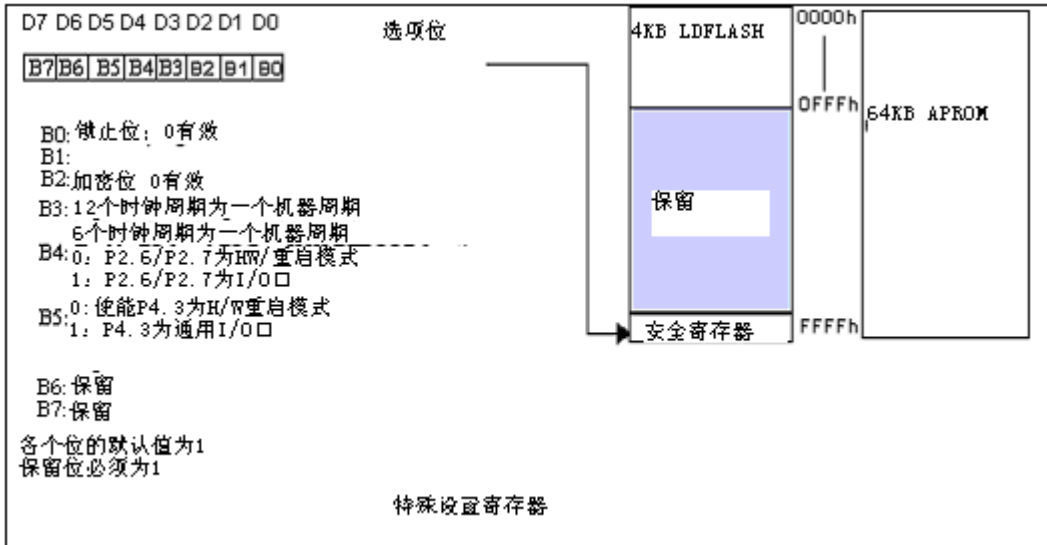 D7 D6 D5 D4 D3 D2 D1 D0
选项位
B7 B6 B5 B4 B3 B2 B1 B0
B0: 锁止位: 0有效
B1:
B2:加密位 0有效
B3: 12个时钟周期为一个机器周期
6个时钟周期为一个机器周期
B4: 0: P2.6/P2.7为HW/重启模式
1: P2.6/P2.7为I/O口
B5: 0:使能P4.3为H/W重启模式
1: P4.3为通用I/O口
B6: 保留
B7: 保留
各个位的默认值为1
保留位必须为1
特殊设置寄存器
4KB LDFLASH
保留
安全寄存器
0000h
0FFFh
FFFFh
64KB APROM